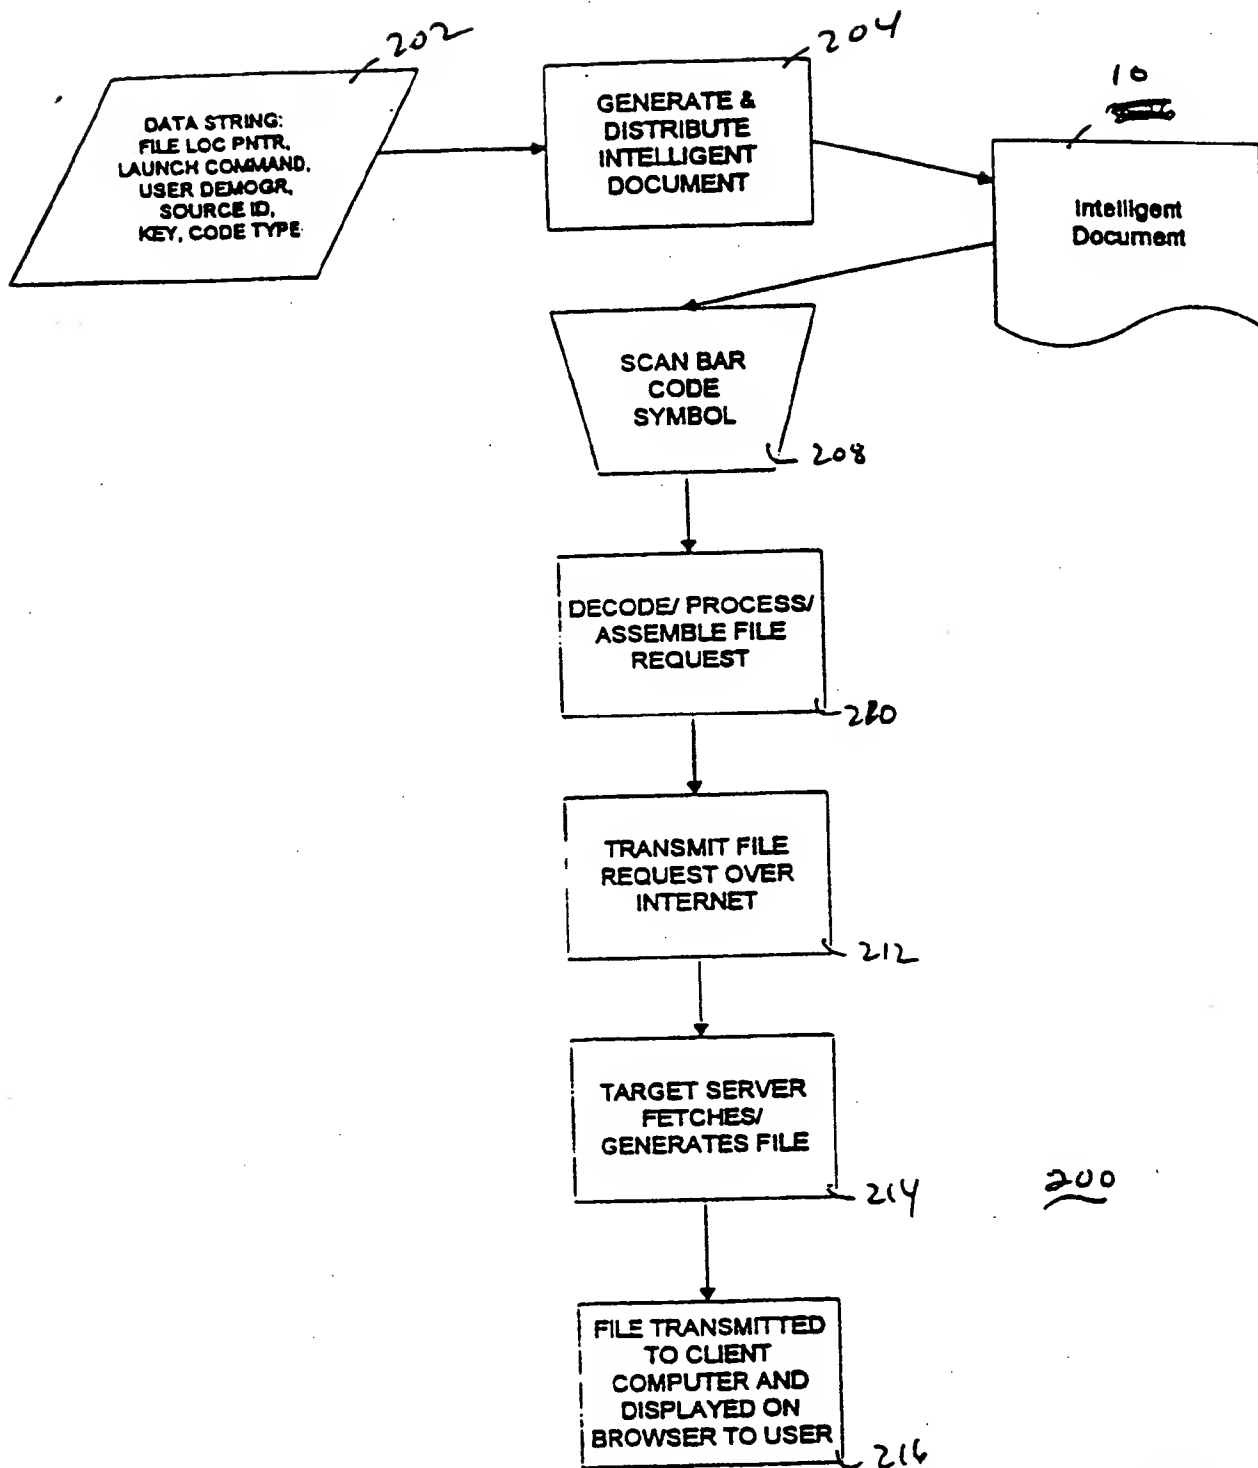 202
DATA STRING:
FILE LOC PNTR,
LAUNCH COMMAND,
USER DEMOGR,
SOURCE ID,
KEY, CODE TYPE
204
GENERATE &
DISTRIBUTE
INTELLIGENT
DOCUMENT
10
Intelligent
Document
SCAN BAR
CODE
SYMBOL
208
DECODE/ PROCESS/
ASSEMBLE FILE
REQUEST
210
TRANSMIT FILE
REQUEST OVER
INTERNET
212
TARGET SERVER
FETCHES/
GENERATES FILE
214
200
FILE TRANSMITTED
TO CLIENT
COMPUTER AND
DISPLAYED ON
BROWSER TO USER
216